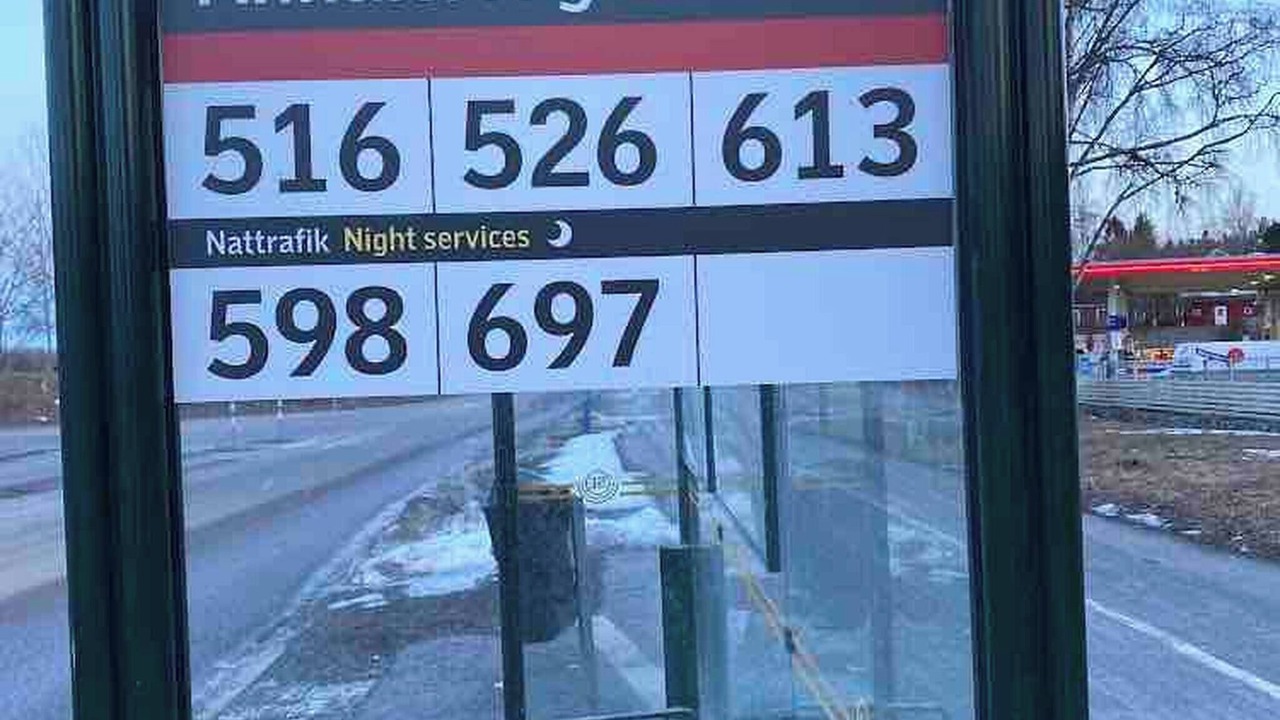 516 526 613
Nattrafik Night services
598 697